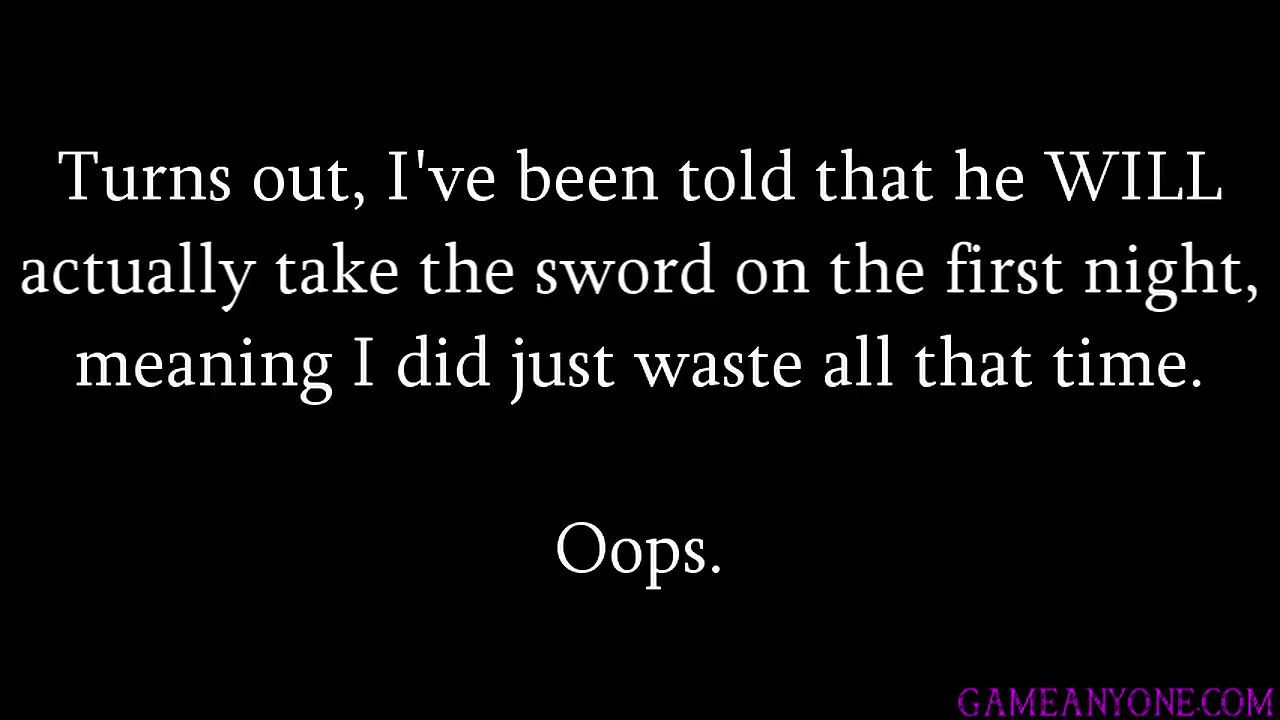 Turns out, I've been told that he WILL
actually take the sword on the first night,
meaning I did just waste all that time.
Oops.
GAMEANYONE.COM